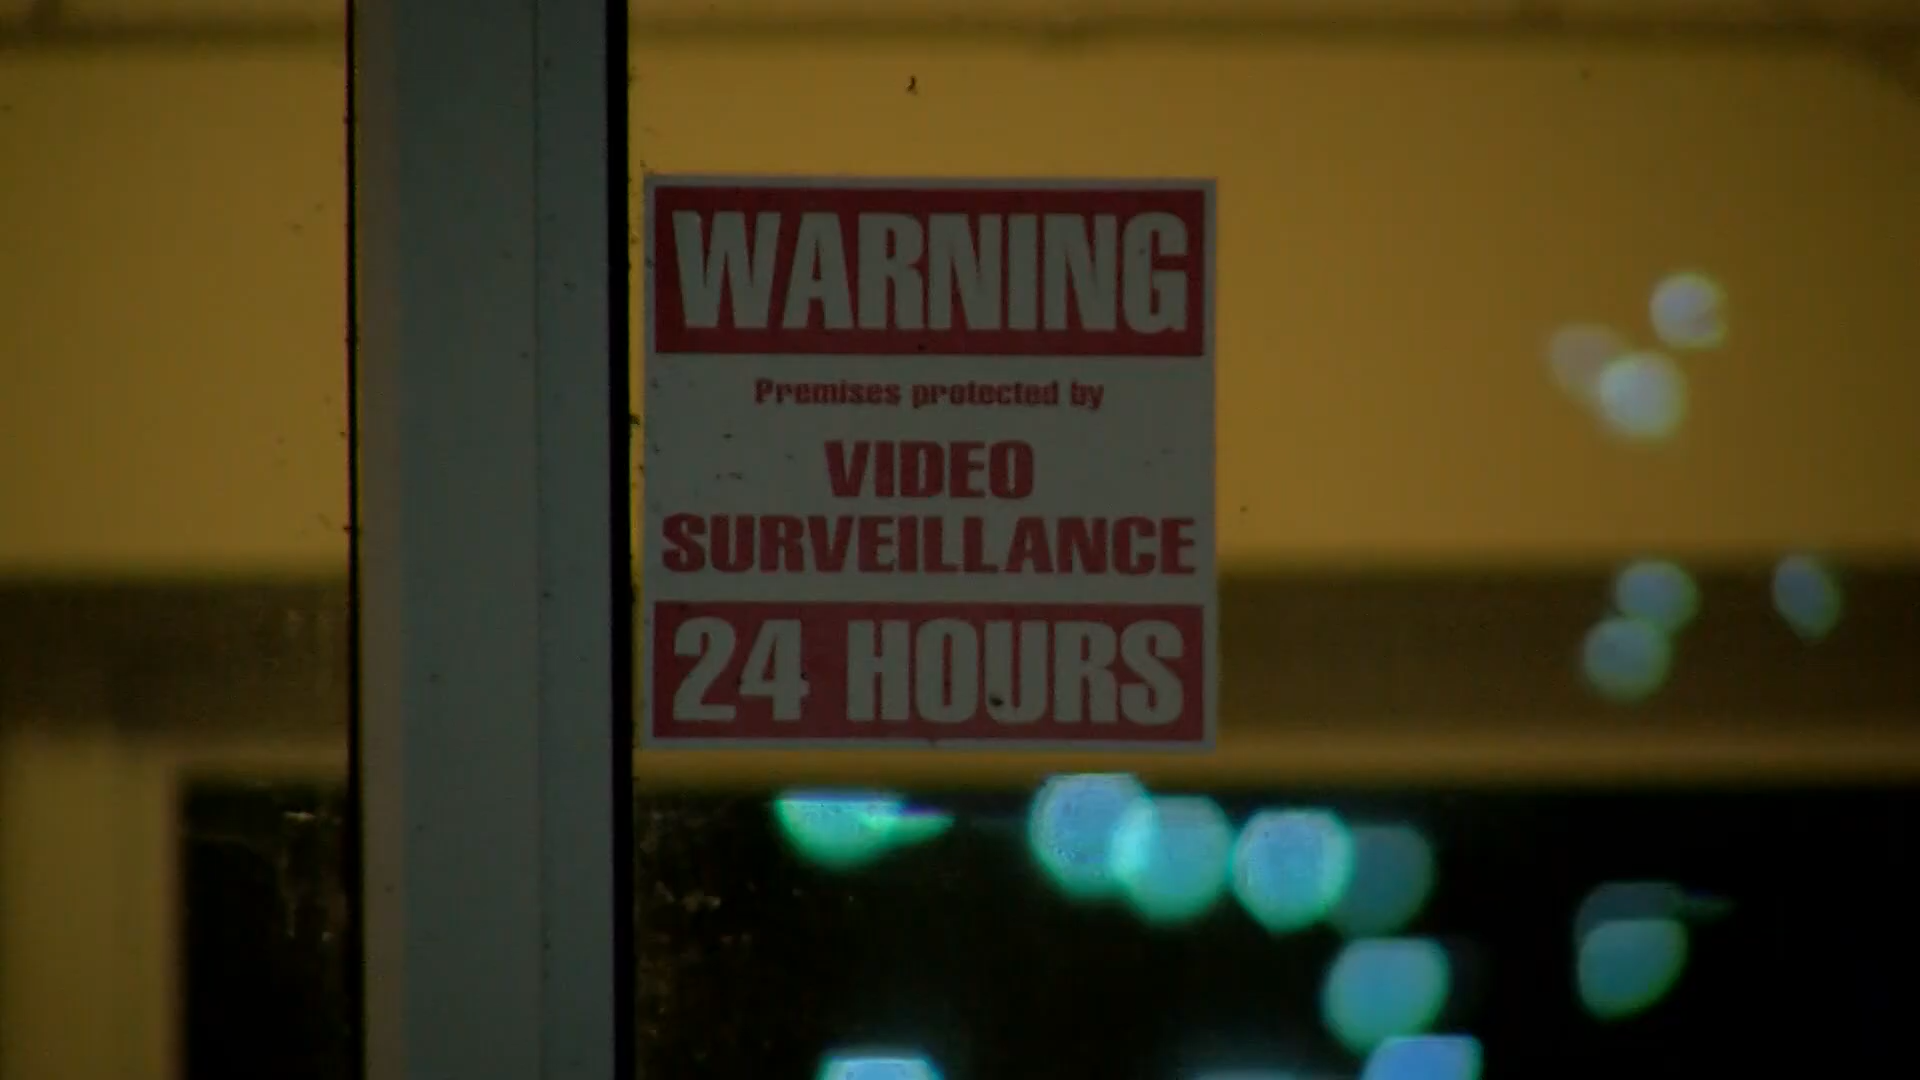 WARNING
Premises protected by
VIDEO
SURVEILLANCE
24 HOURS